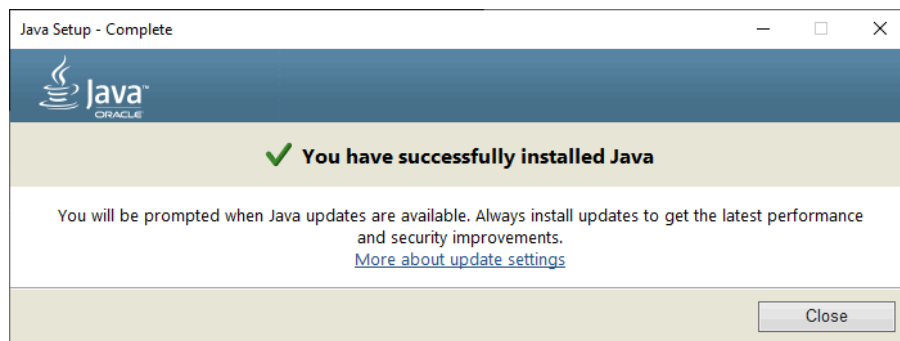 Java Setup - Complete
Java™
ORACLE
You have successfully installed Java
You will be prompted when Java updates are available. Always install updates to get the latest performance
and security improvements.
More about update settings
Close